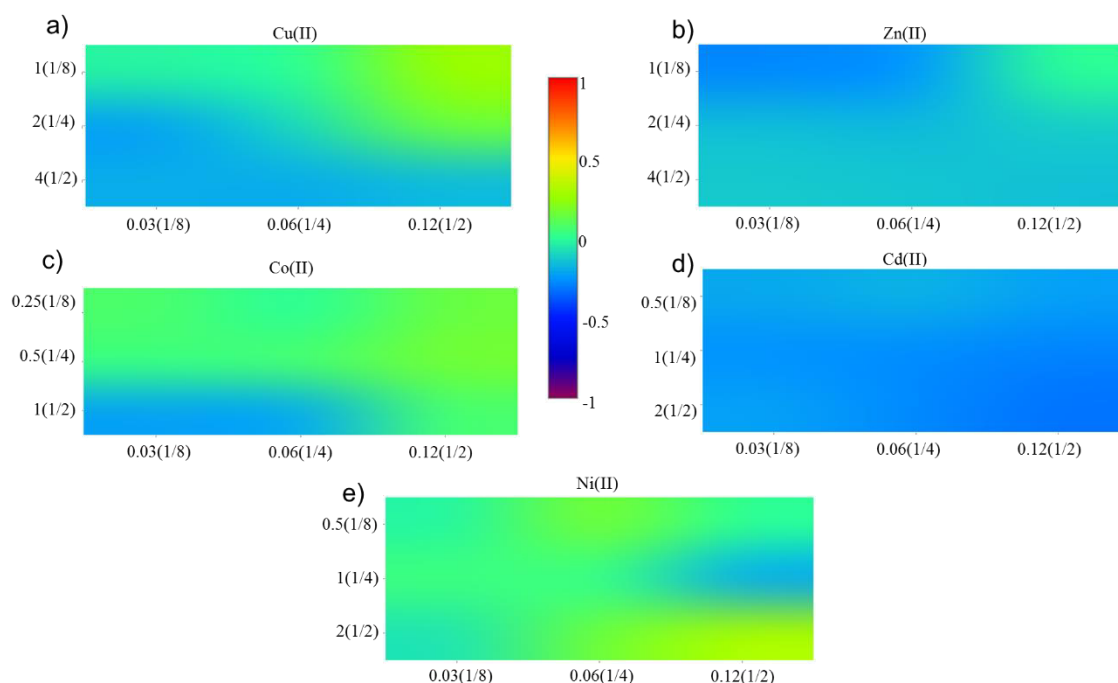 a)
Cu(II)
1(1/8)
2(1/4)
4(1/2)
0.03(1/8) 0.06(1/4) 0.12(1/2)
b)
Zn(II)
1(1/8)
2(1/4)
4(1/2)
0.03(1/8) 0.06(1/4) 0.12(1/2)
1
0.5
0
-0.5
-1
c)
Co(II)
0.25(1/8)
0.5(1/4)
1(1/2)
0.03(1/8) 0.06(1/4) 0.12(1/2)
d)
Cd(II)
0.5(1/8)
1(1/4)
2(1/2)
0.03(1/8) 0.06(1/4) 0.12(1/2)
e)
Ni(II)
0.5(1/8)
1(1/4)
2(1/2)
0.03(1/8) 0.06(1/4) 0.12(1/2)